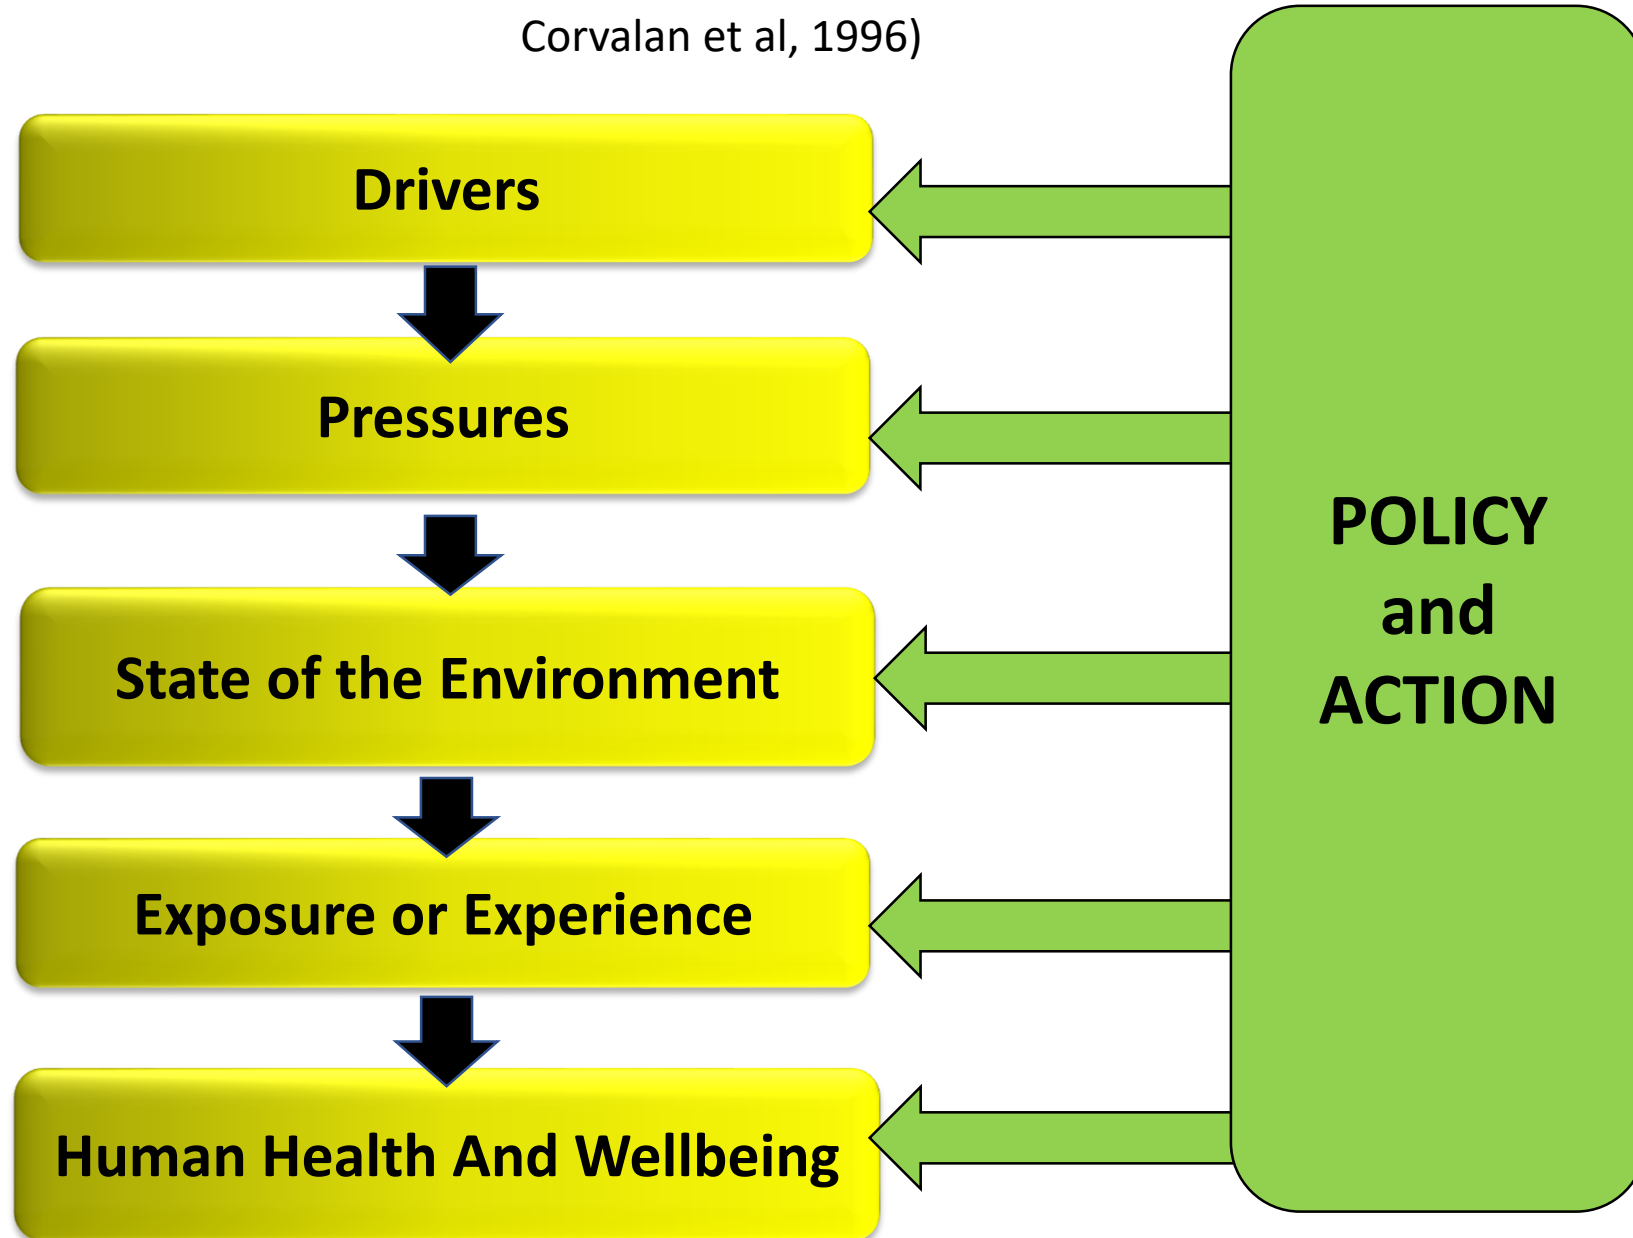 Corvalan et al, 1996)
Drivers
Pressures
State of the Environment
Exposure or Experience
Human Health And Wellbeing
POLICY
and
ACTION